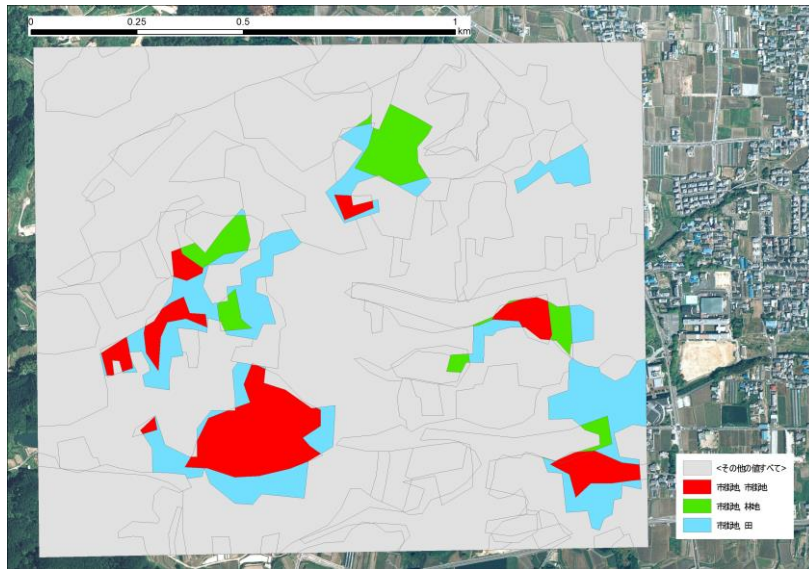 0 0.25 0.5 1
km
<その他の値すべて>
市街地, 市街地
市街地, 林地
市街地, 田